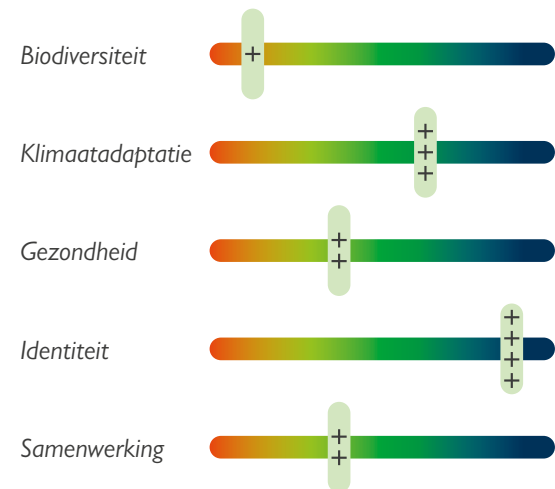 Biodiversiteit +
Klimaatadaptatie +++
Gezondheid ++
Identiteit ++++
Samenwerking ++